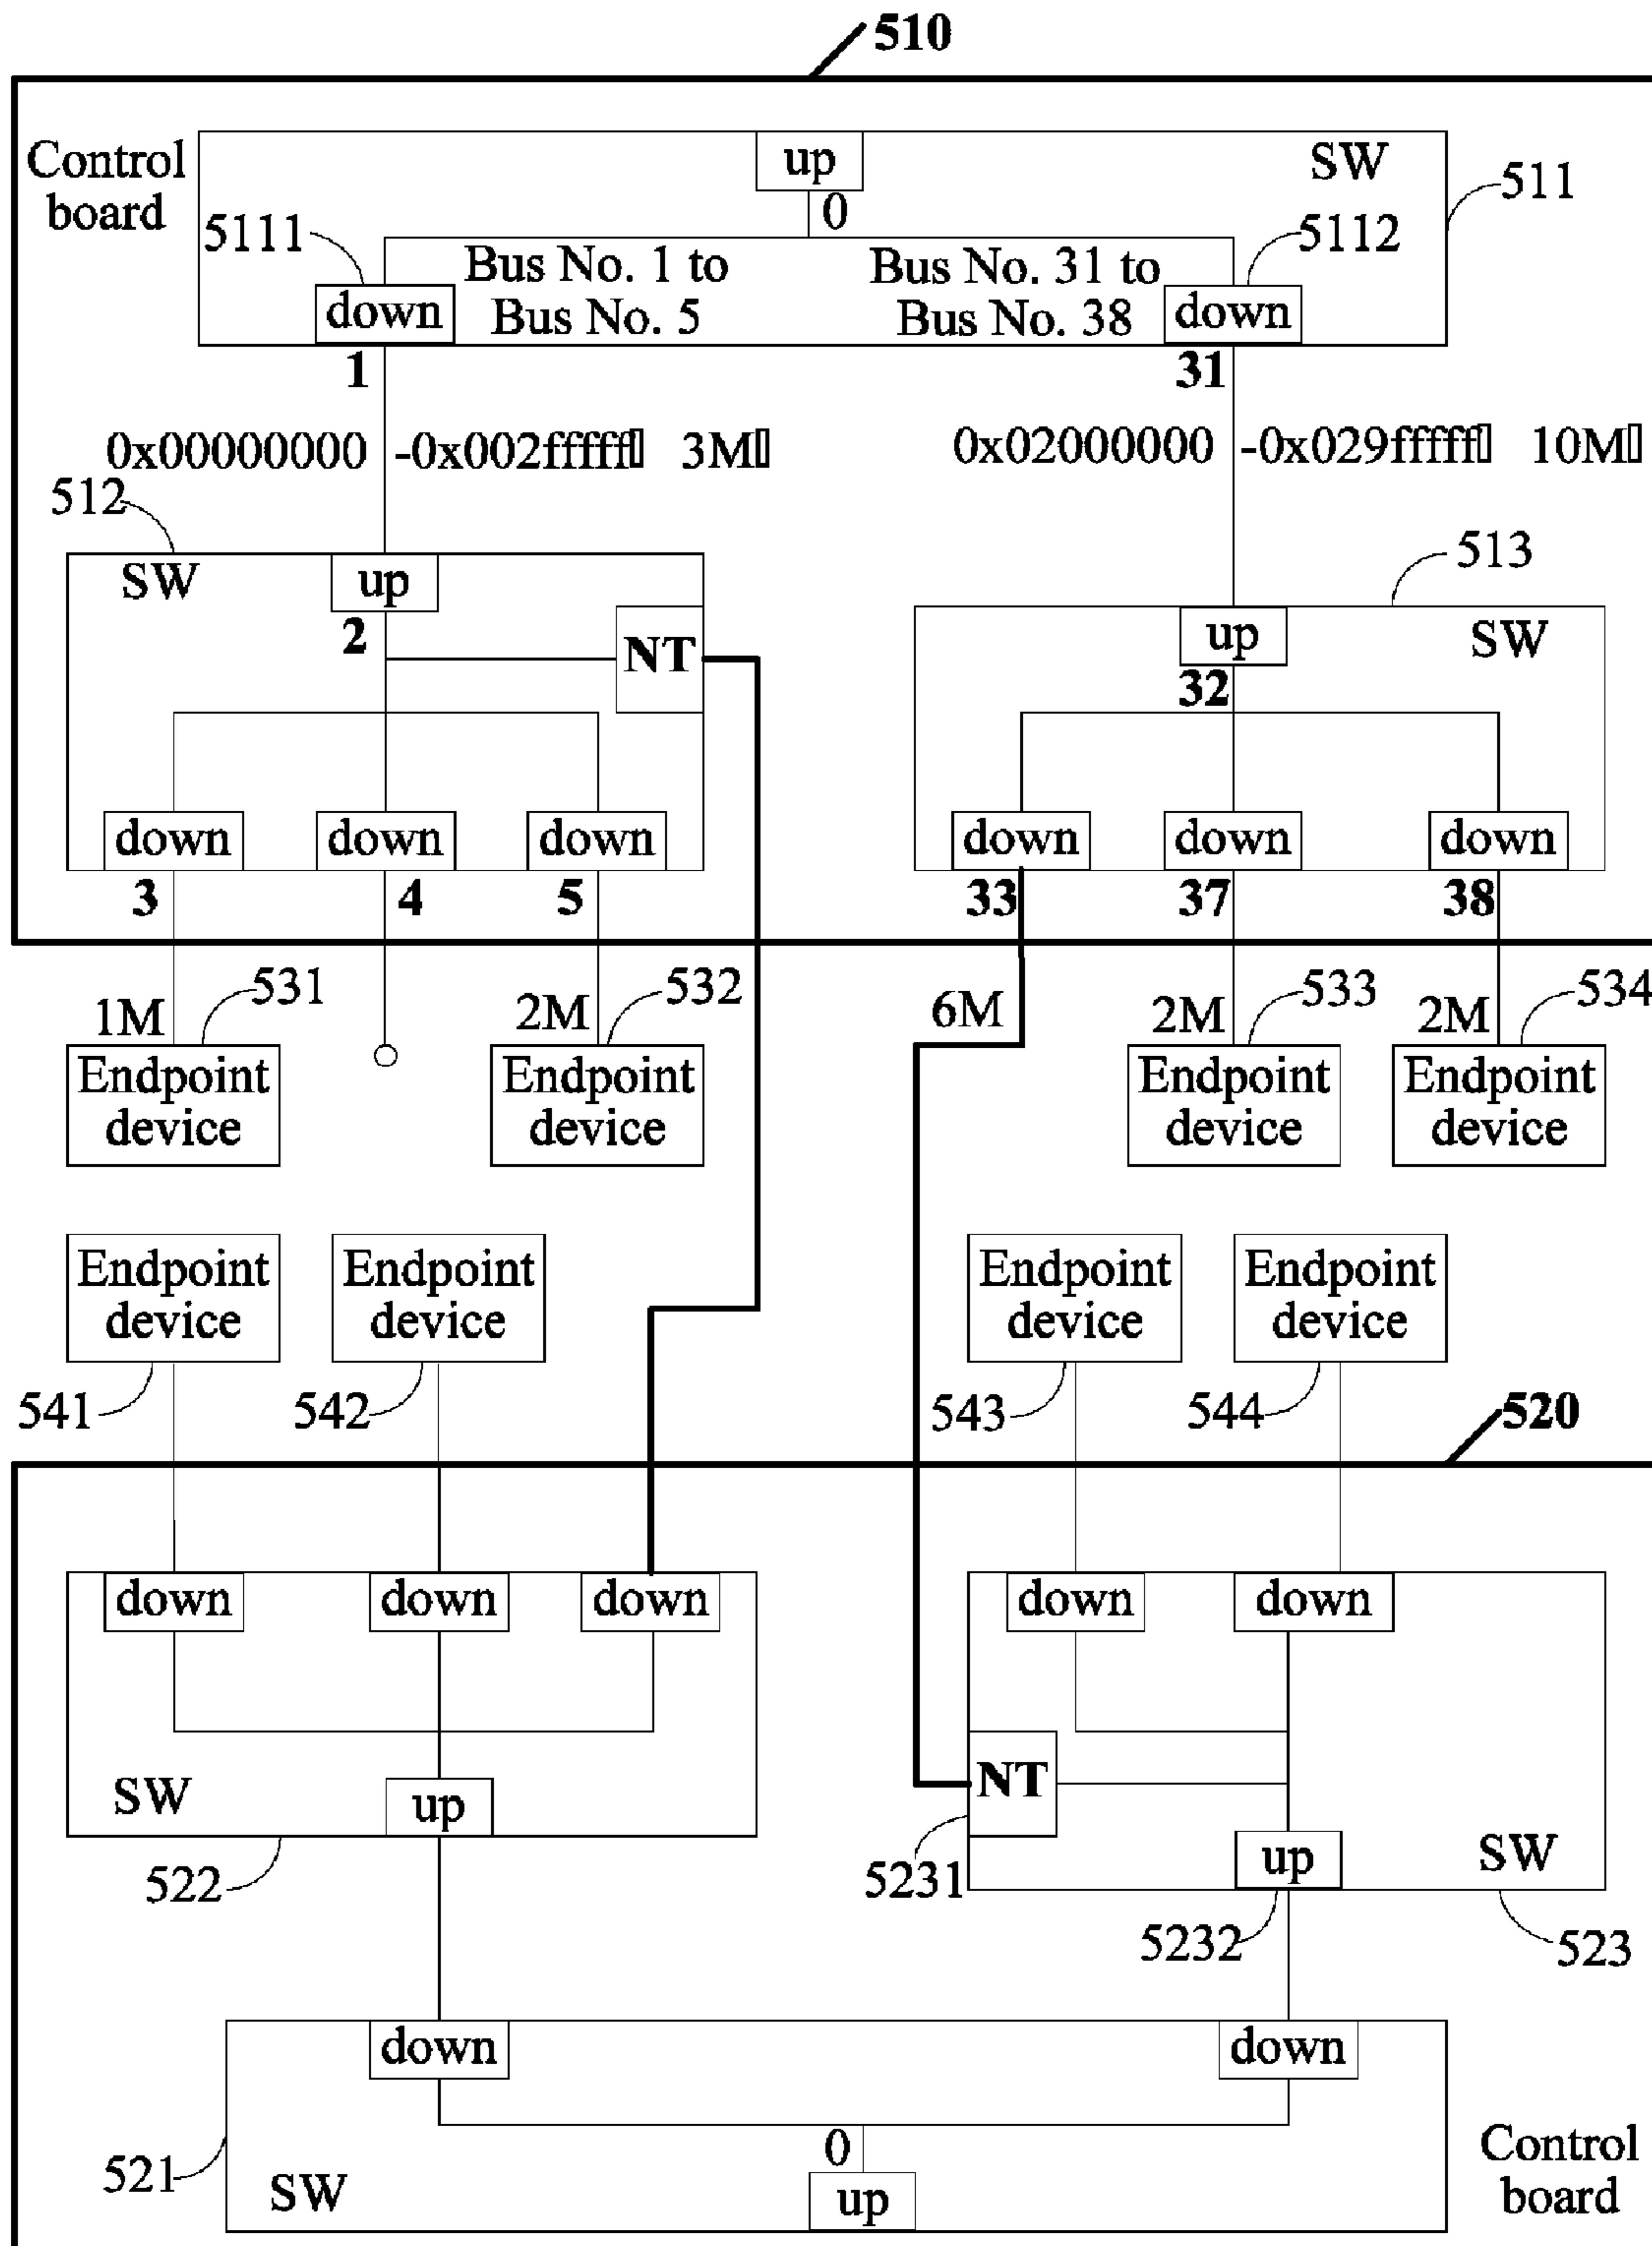 510
Control
board
up
SW
511
0
5111
5112
Bus No. 1 to
Bus No. 5
Bus No. 31 to
Bus No. 38
down
down
1
31
0x00000000 -0x002fffff 3M
0x02000000 -0x029fffff 10M
512
513
SW
up
up
SW
2
NT
32
down
down
down
down
down
down
3
4
5
33
37
38
531
532
533
534
1M
2M
6M
2M
2M
Endpoint
device
Endpoint
device
Endpoint
device
Endpoint
device
Endpoint
device
Endpoint
device
Endpoint
device
Endpoint
device
541
542
543
544
520
down
down
down
down
down
NT
SW
up
up
SW
522
5231
5232
523
down
down
0
521
SW
up
Control
board